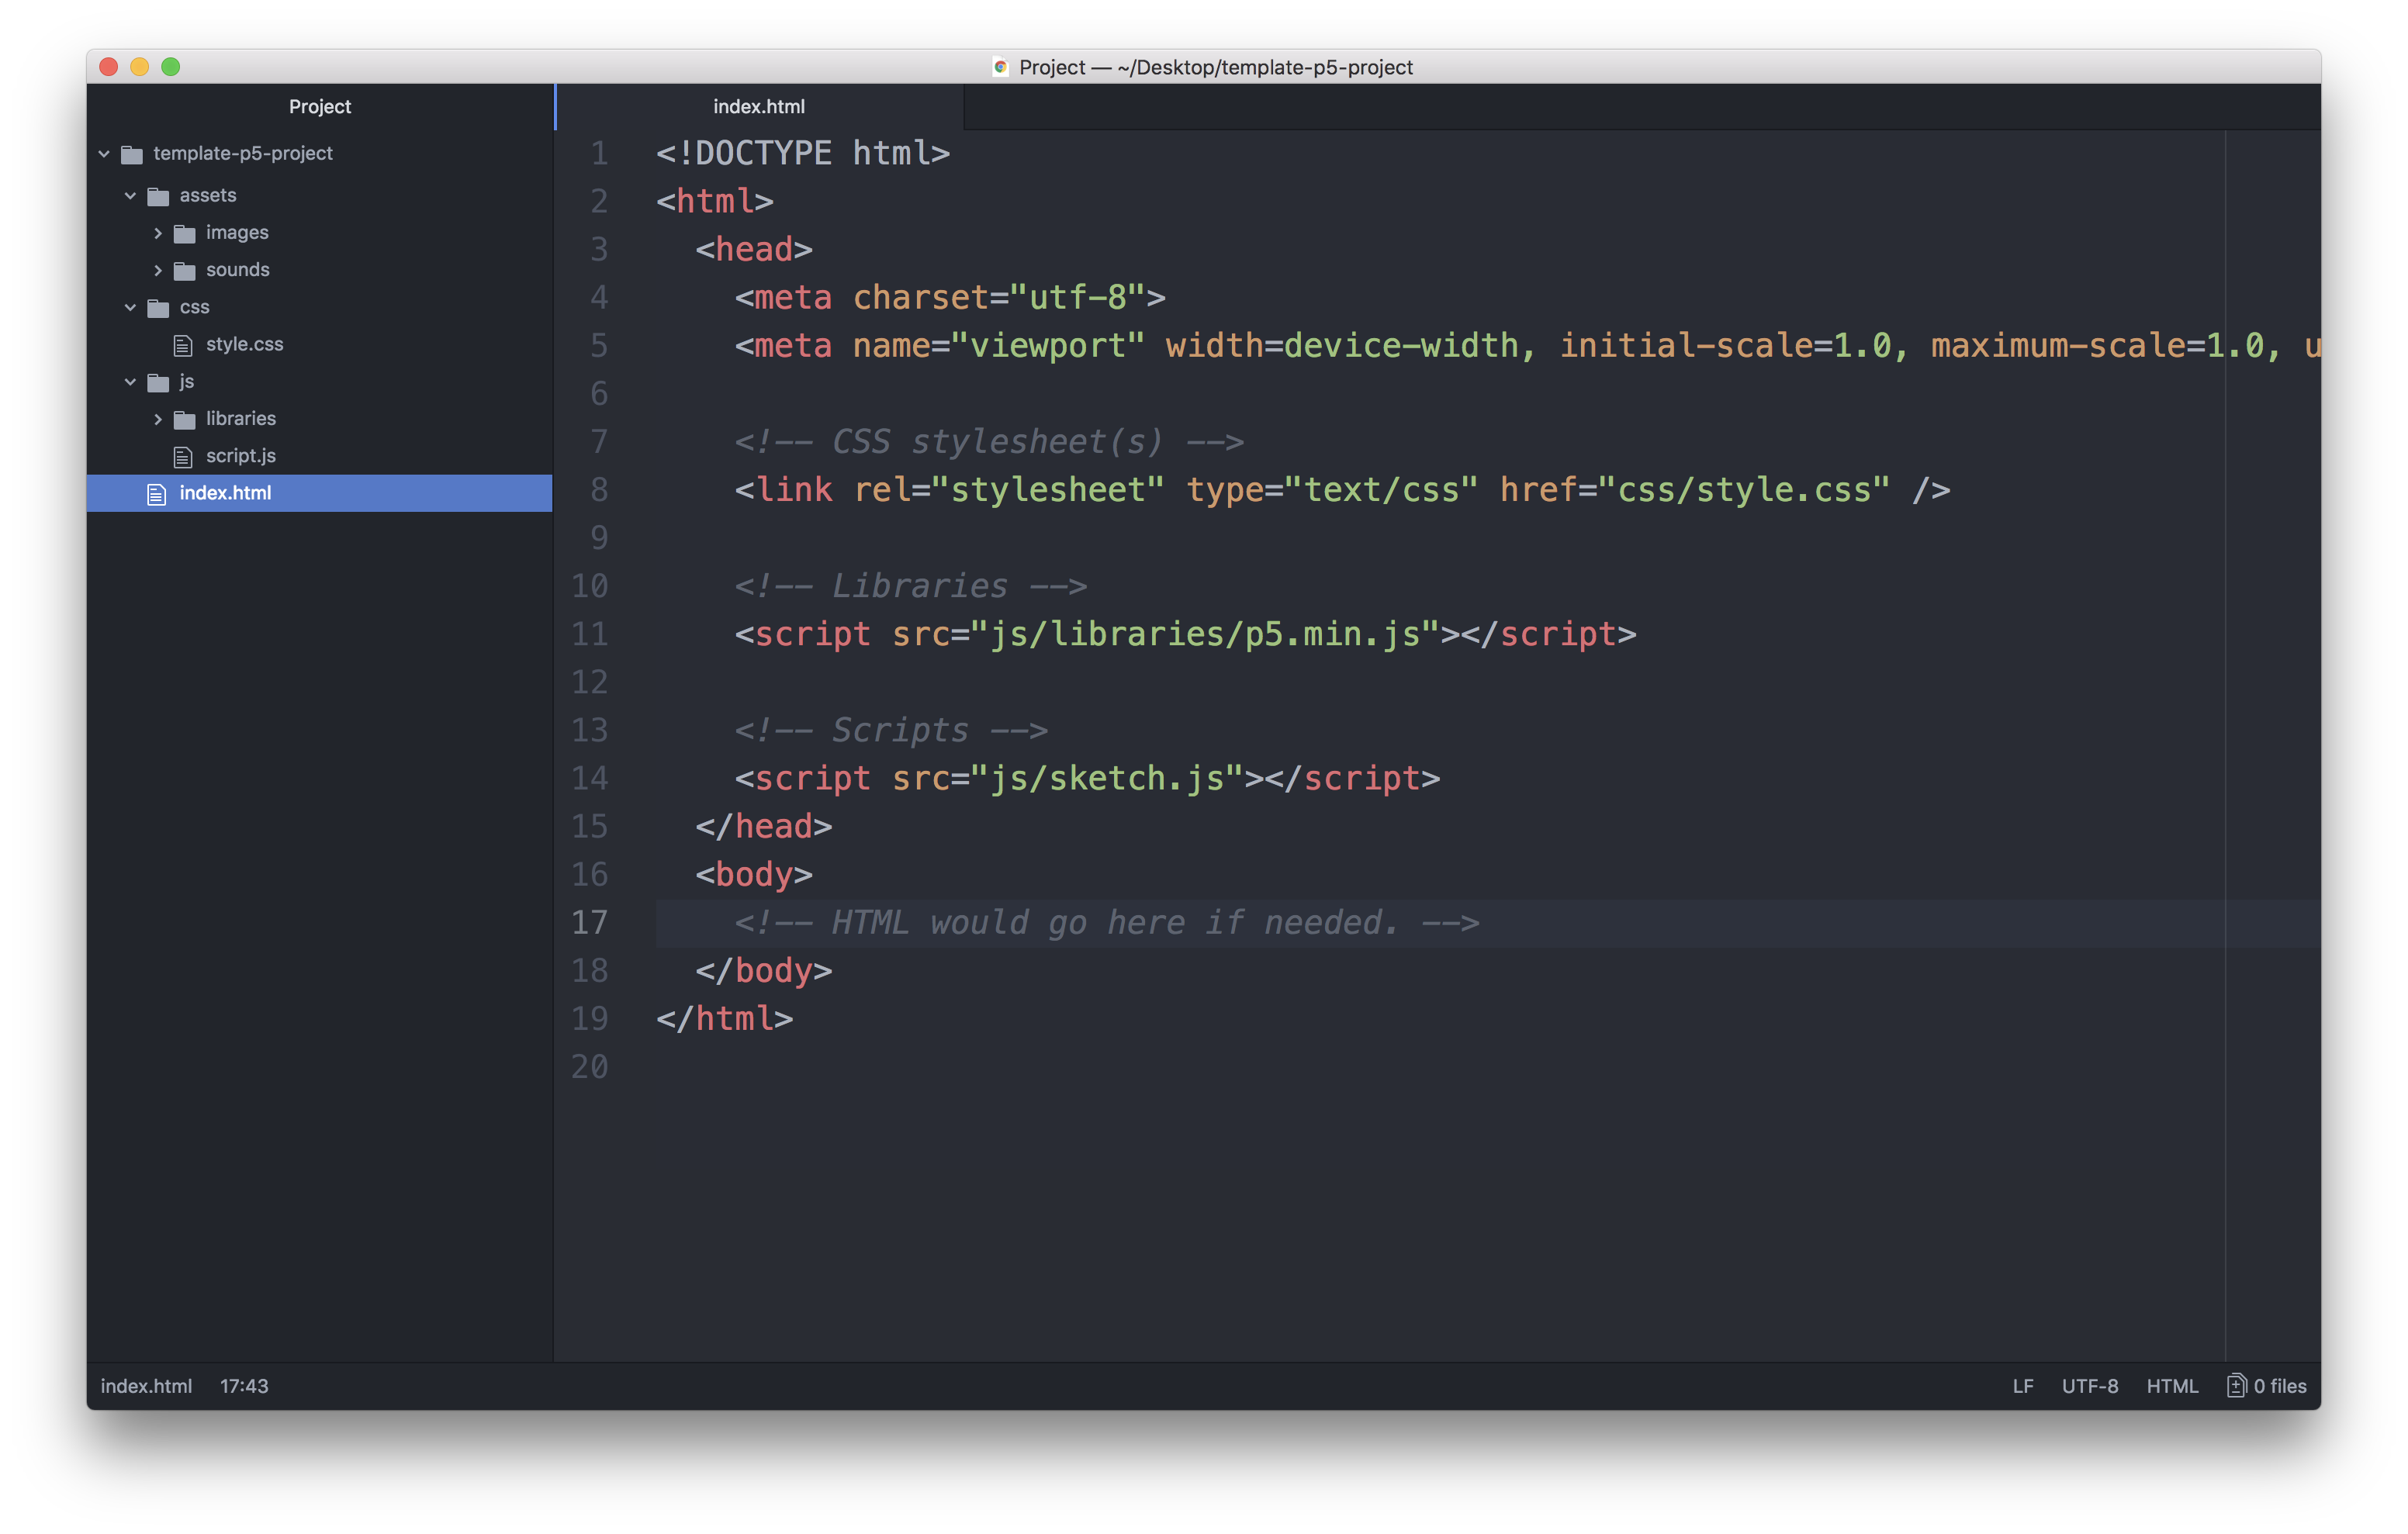 Project — ~/Desktop/template-p5-project
Project
template-p5-project
assets
images
sounds
css
style.css
js
libraries
script.js
index.html
index.html
1 <!DOCTYPE html>
2 <html>
3 <head>
4 <meta charset="utf-8">
5 <meta name="viewport" width=device-width, initial-scale=1.0, maximum-scale=1.0, u
6
7 <!-- CSS stylesheet(s) -->
8 <link rel="stylesheet" type="text/css" href="css/style.css" />
9
10 <!-- Libraries -->
11 <script src="js/libraries/p5.min.js"></script>
12
13 <!-- Scripts -->
14 <script src="js/sketch.js"></script>
15 </head>
16 <body>
17 <!-- HTML would go here if needed. -->
18 </body>
19 </html>
20
index.html 17:43 LF UTF-8 HTML 0 files